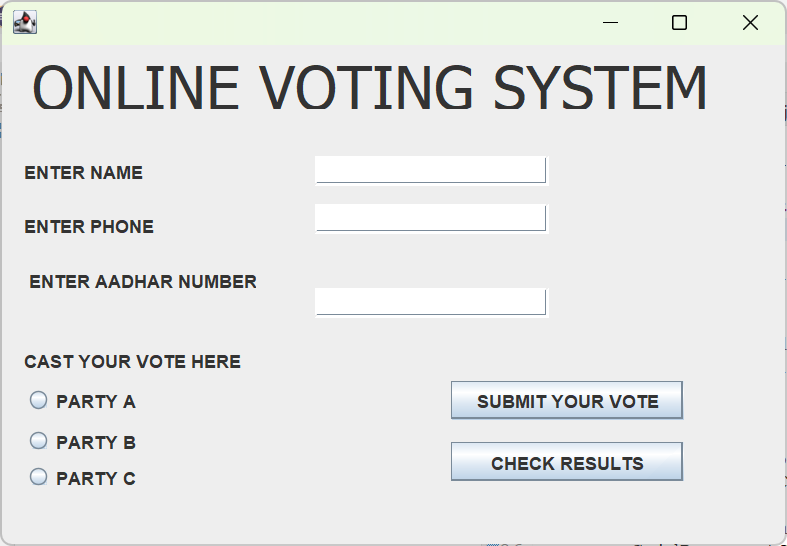 ONLINE VOTING SYSTEM
ENTER NAME
ENTER PHONE
ENTER AADHAR NUMBER
CAST YOUR VOTE HERE
PARTY A
SUBMIT YOUR VOTE
PARTY B
CHECK RESULTS
PARTY C